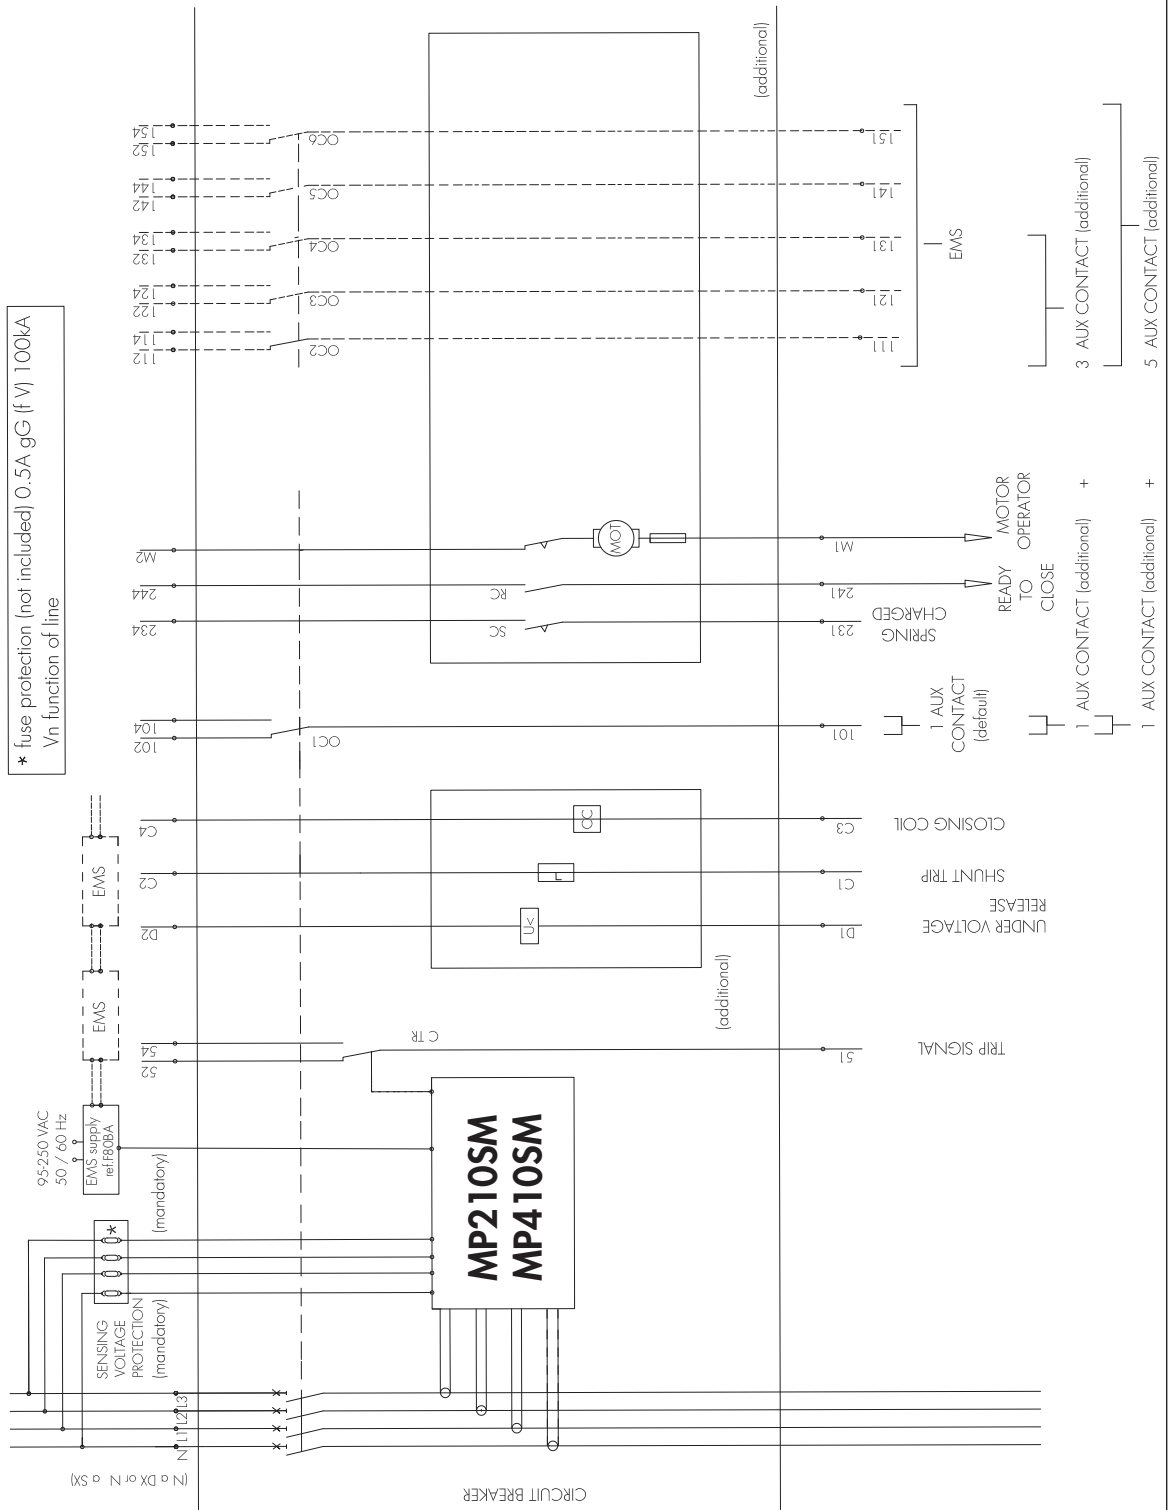 * fuse protection (not included) 0.5A gG (f V) 100kA
Vn function of line
95-250 VAC
50 / 60 Hz
EMS supply
ref.F80BA
(mandatory)
EMS
EMS
*
SENSING
VOLTAGE
PROTECTION
(mandatory)
N
L1
L2
L3
(N a DX or N a SX)
CIRCUIT BREAKER
MP210SM
MP410SM
52
54
C TR
51
TRIP SIGNAL
(additional)
D2
U<
D1
UNDER VOLTAGE
RELEASE
C2
L
C1
SHUNT TRIP
C4
CC
C3
CLOSING COIL
102
104
OC1
101
1 AUX
CONTACT
(default)
234
SC
231
SPRING
CHARGED
244
RC
241
READY
TO
CLOSE
M2
MOT
M1
MOTOR
OPERATOR
112
114
OC2
111
122
124
OC3
121
132
134
OC4
131
142
144
OC5
141
152
154
OC6
151
EMS
(additional)
1 AUX CONTACT (additional) + 3 AUX CONTACT (additional)
1 AUX CONTACT (additional) + 5 AUX CONTACT (additional)